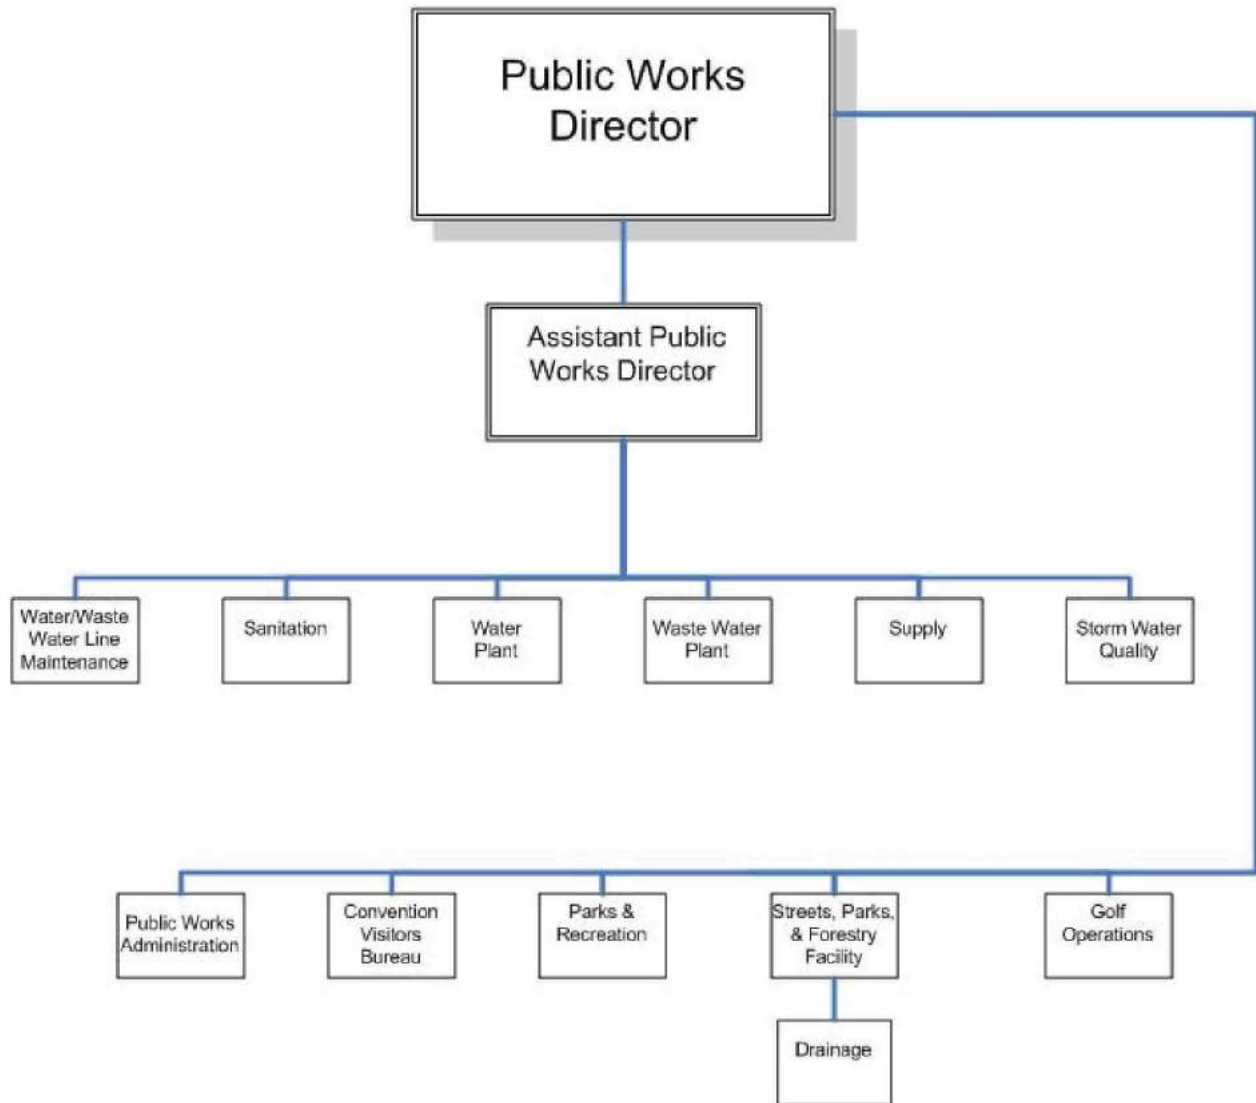 Public Works
Director
Assistant Public
Works Director
Water/Waste
Water Line
Maintenance
Sanitation
Water
Plant
Waste Water
Plant
Supply
Storm Water
Quality
Public Works
Administration
Convention
Visitors
Bureau
Parks &
Recreation
Streets, Parks,
& Forestry
Facility
Golf
Operations
Drainage